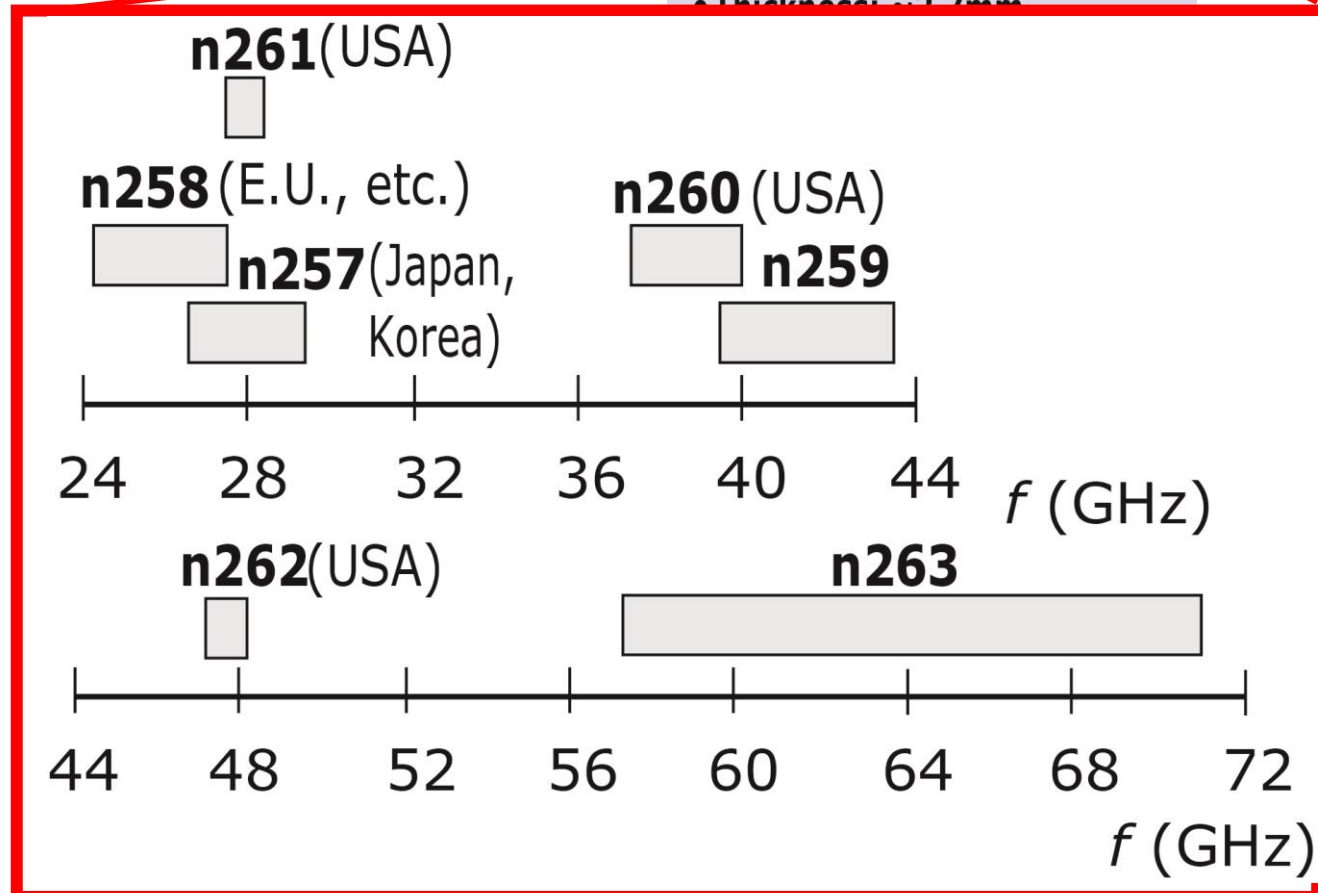 n261 (USA)
n258 (E.U., etc.)
n260 (USA)
n257 (Japan,
Korea)
n259
24 28 32 36 40 44 f (GHz)
n262 (USA)
n263
44 48 52 56 60 64 68 72
f (GHz)